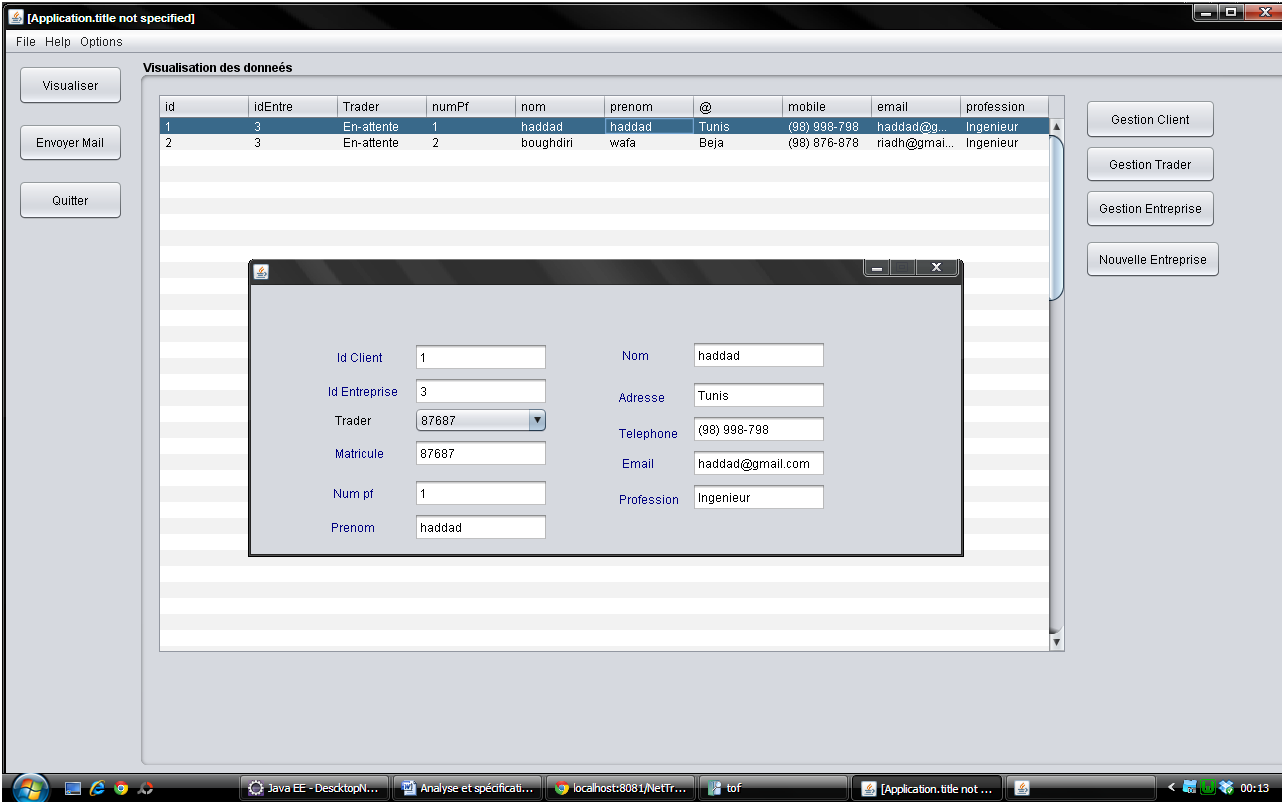 [Application.title not specified]
File Help Options
Visualiser
Envoyer Mail
Quitter
Visualisation des donneés
id idEntre Trader numPf nom prenom @ mobile email profession
1 3 En-attente 1 haddad haddad Tunis (98) 998-798 haddad@g... Ingenieur
2 3 En-attente 2 boughdiri wafa Beja (98) 876-878 riadh@gmai... Ingenieur
Gestion Client
Gestion Trader
Gestion Entreprise
Nouvelle Entreprise
Id Client 1
Id Entreprise 3
Trader 87687
Matricule 87687
Num pf 1
Prenom haddad
Nom haddad
Adresse Tunis
Telephone (98) 998-798
Email haddad@gmail.com
Profession Ingenieur
Java EE - DescktopN...
Analyse et spécificati...
localhost:8081/NetTr...
tof
[Application.title not ...
00:13